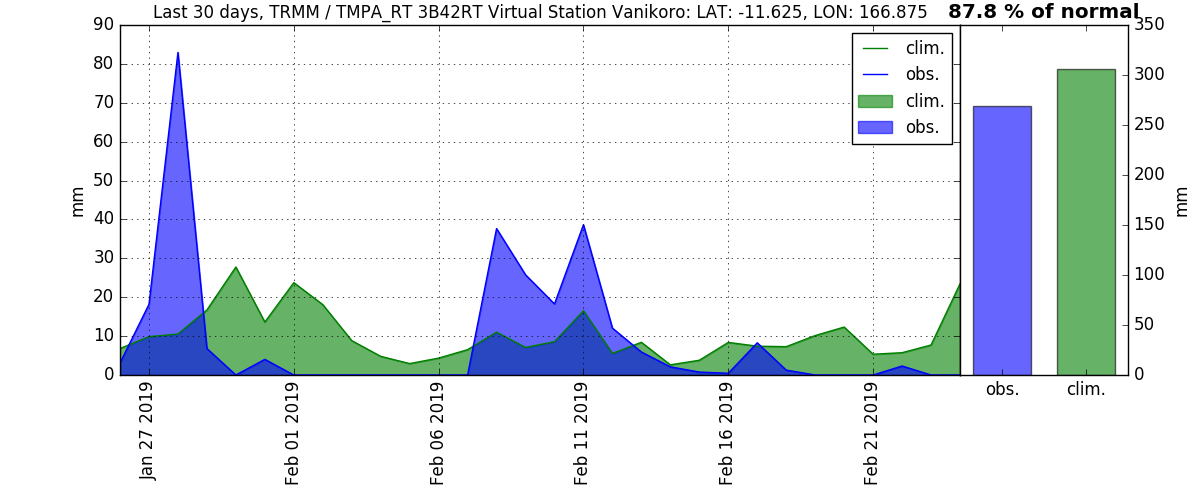 Last 30 days, TRMM / TMPA_RT 3B42RT Virtual Station Vanikoro: LAT: -11.625, LON: 166.875
87.8 % of normal
90
80
70
60
50
40
30
20
10
0
mm
clim.
obs.
clim.
obs.
Jan 27 2019
Feb 01 2019
Feb 06 2019
Feb 11 2019
Feb 16 2019
Feb 21 2019
350
300
250
200
150
100
50
0
mm
obs.
clim.